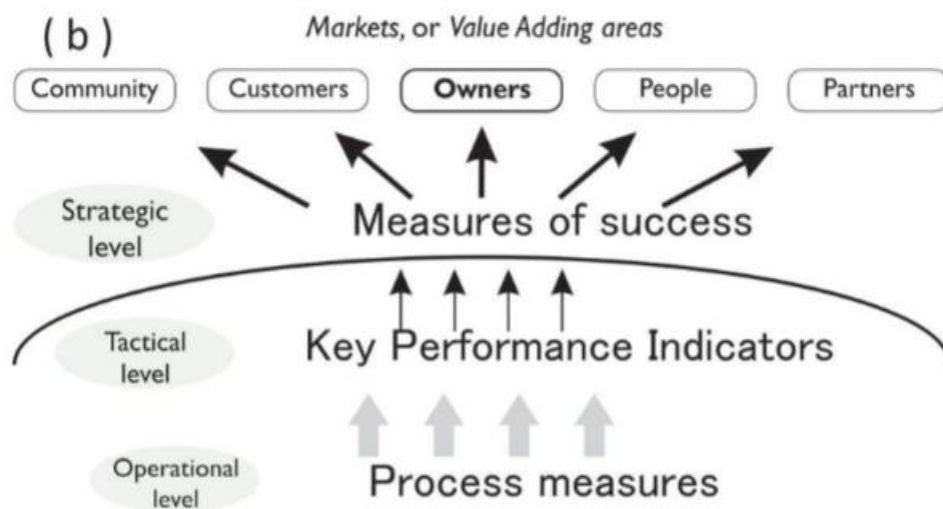 (b)
Markets, or Value Adding areas
Community
Customers
Owners
People
Partners
Strategic
level
Measures of success
Tactical
level
Key Performance Indicators
Operational
level
Process measures